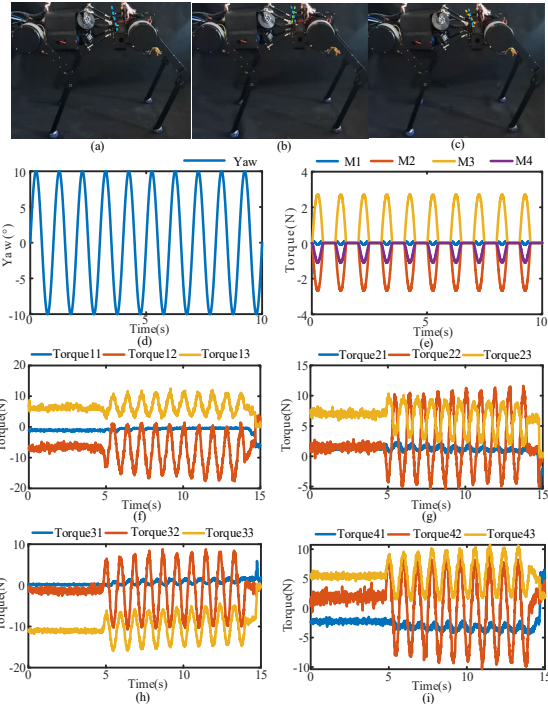 (a) (b) (c)
Yaw
10
5
0
-5
-10
Yaw(°)
0 5 10
Time(s)
(d)
M1 M2 M3 M4
4
2
0
-2
-4
Torque(N)
0 5 10
Time(s)
(e)
Torque11 Torque12 Torque13
20
10
0
-10
-20
Torque(N)
0 5 10 15
Time(s)
(f)
Torque21 Torque22 Torque23
15
10
5
0
-5
Torque(N)
0 5 10 15
Time(s)
(g)
Torque31 Torque32 Torque33
20
10
0
-10
-20
Torque(N)
0 5 10 15
Time(s)
(h)
Torque41 Torque42 Torque43
10
5
0
-5
-10
Torque(N)
0 5 10 15
Time(s)
(i)